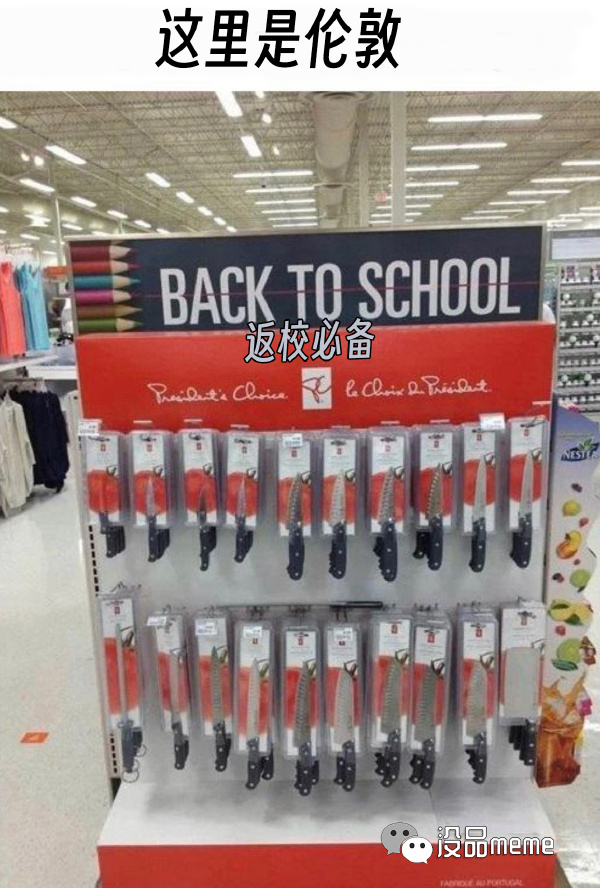 这里是伦敦
BACK TO SCHOOL
返校必备
President's Choice PC le Choix du Président
NESTEA
没品meme
FABRIQUÉ AU PORTUGAL